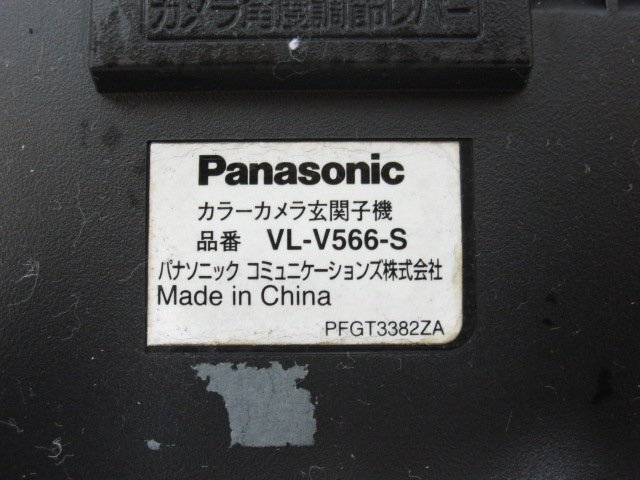 カメラ角度調節レバー
Panasonic
カラーカメラ玄関子機
品番 VL-V566-S
パナソニック コミュニケーションズ株式会社
Made in China
PFGT3382ZA